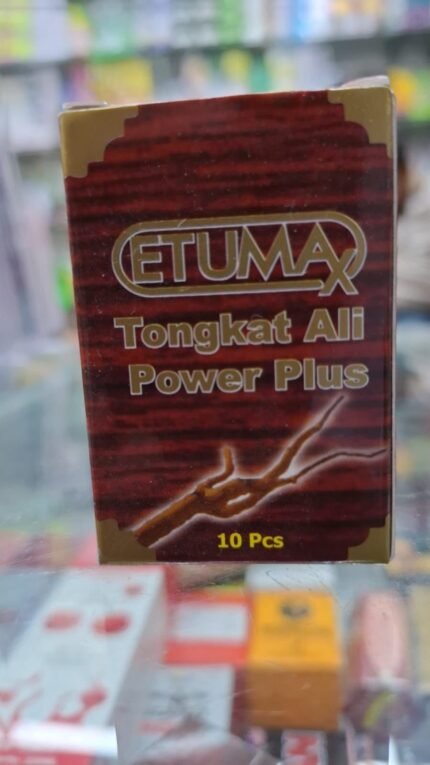 ETUMAX
Tongkat Ali
Power Plus
10 Pcs